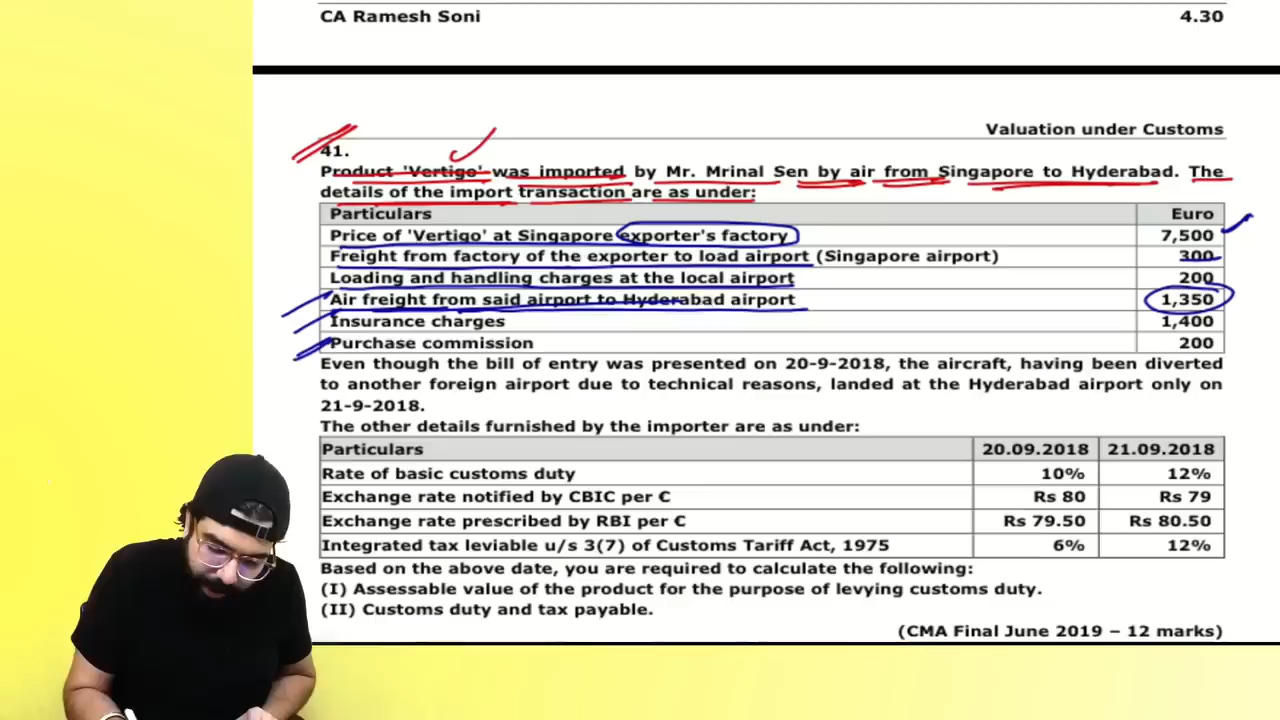 CA Ramesh Soni 4.30
Valuation under Customs
41.
Product 'Vertigo' was imported by Mr. Mrinal Sen by air from Singapore to Hyderabad. The
details of the import transaction are as under:
Particulars Euro
Price of 'Vertigo' at Singapore exporter's factory 7,500
Freight from factory of the exporter to load airport (Singapore airport) 300
Loading and handling charges at the local airport 200
Air freight from said airport to Hyderabad airport 1,350
Insurance charges 1,400
Purchase commission 200
Even though the bill of entry was presented on 20-9-2018, the aircraft, having been diverted
to another foreign airport due to technical reasons, landed at the Hyderabad airport only on
21-9-2018.
The other details furnished by the importer are as under:
Particulars 20.09.2018 21.09.2018
Rate of basic customs duty 10% 12%
Exchange rate notified by CBIC per € Rs 80 Rs 79
Exchange rate prescribed by RBI per € Rs 79.50 Rs 80.50
Integrated tax leviable u/s 3(7) of Customs Tariff Act, 1975 6% 12%
Based on the above date, you are required to calculate the following:
(I) Assessable value of the product for the purpose of levying customs duty.
(II) Customs duty and tax payable.
(CMA Final June 2019 – 12 marks)